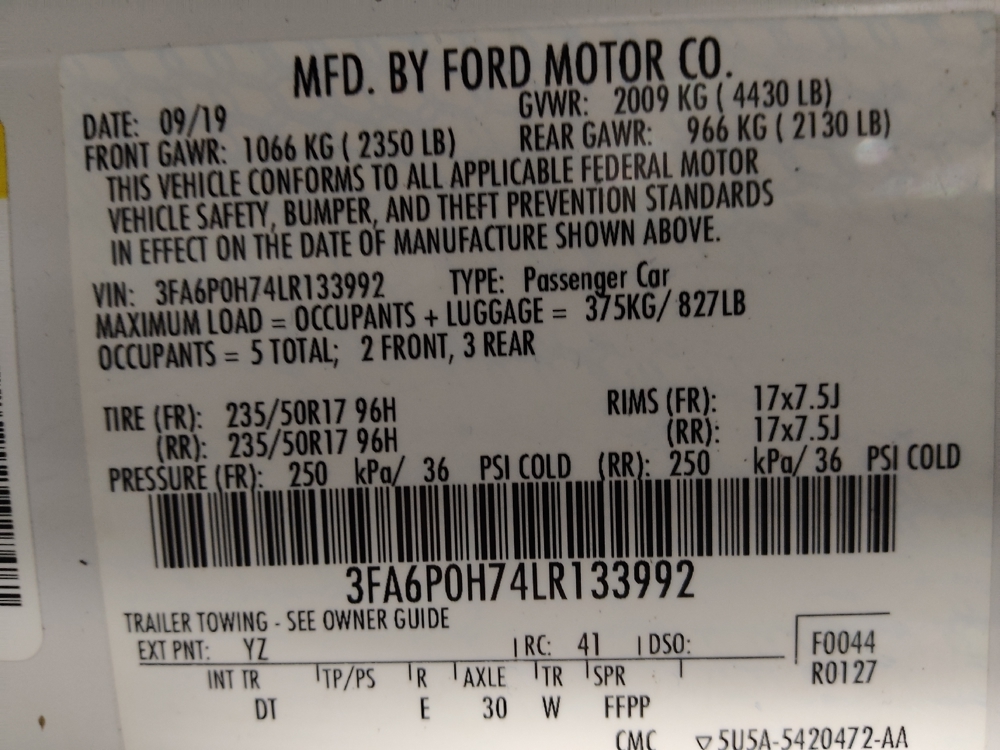 MFD. BY FORD MOTOR CO.
DATE: 09/19 GVWR: 2009 KG ( 4430 LB)
FRONT GAWR: 1066 KG ( 2350 LB) REAR GAWR: 966 KG ( 2130 LB)
THIS VEHICLE CONFORMS TO ALL APPLICABLE FEDERAL MOTOR
VEHICLE SAFETY, BUMPER, AND THEFT PREVENTION STANDARDS
IN EFFECT ON THE DATE OF MANUFACTURE SHOWN ABOVE.
VIN: 3FA6P0H74LR133992 TYPE: Passenger Car
MAXIMUM LOAD = OCCUPANTS + LUGGAGE = 375KG/ 827LB
OCCUPANTS = 5 TOTAL; 2 FRONT, 3 REAR
TIRE (FR): 235/50R17 96H RIMS (FR): 17x7.5J
(RR): 235/50R17 96H (RR): 17x7.5J
PRESSURE (FR): 250 kPa/ 36 PSI COLD (RR): 250 kPa/ 36 PSI COLD
3FA6P0H74LR133992
TRAILER TOWING - SEE OWNER GUIDE
EXT PNT: YZ RC: 41 DSO: F0044
INT TR TP/PS R AXLE TR SPR R0127
DT E 30 W FFPP
CMC ▽5U5A-5420472-AA